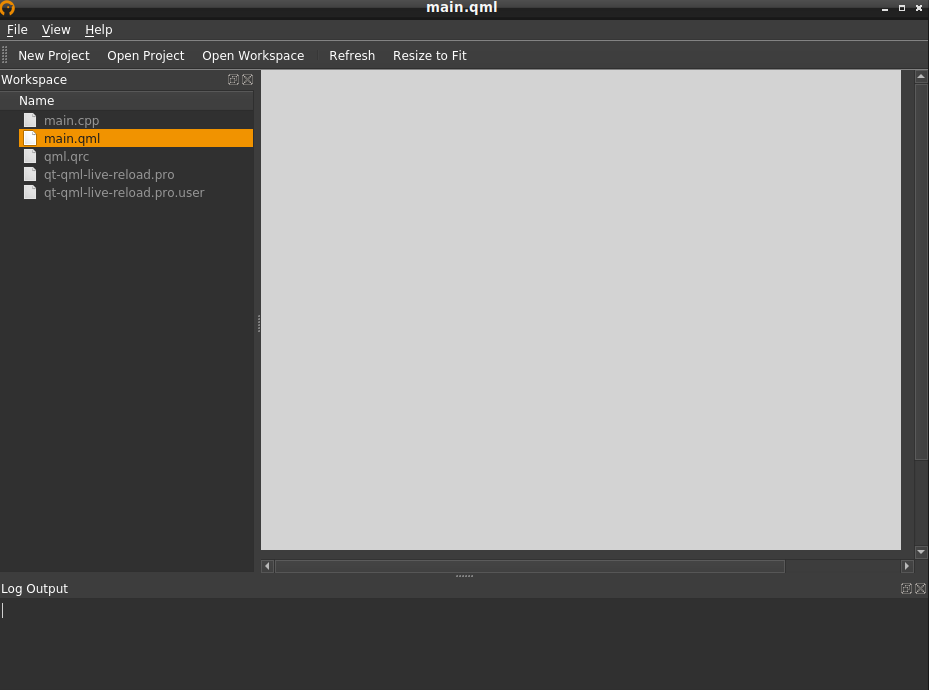 main.qml
File View Help
New Project Open Project Open Workspace Refresh Resize to Fit
Workspace
Name
main.cpp
main.qml
qml.qrc
qt-qml-live-reload.pro
qt-qml-live-reload.pro.user
Log Output